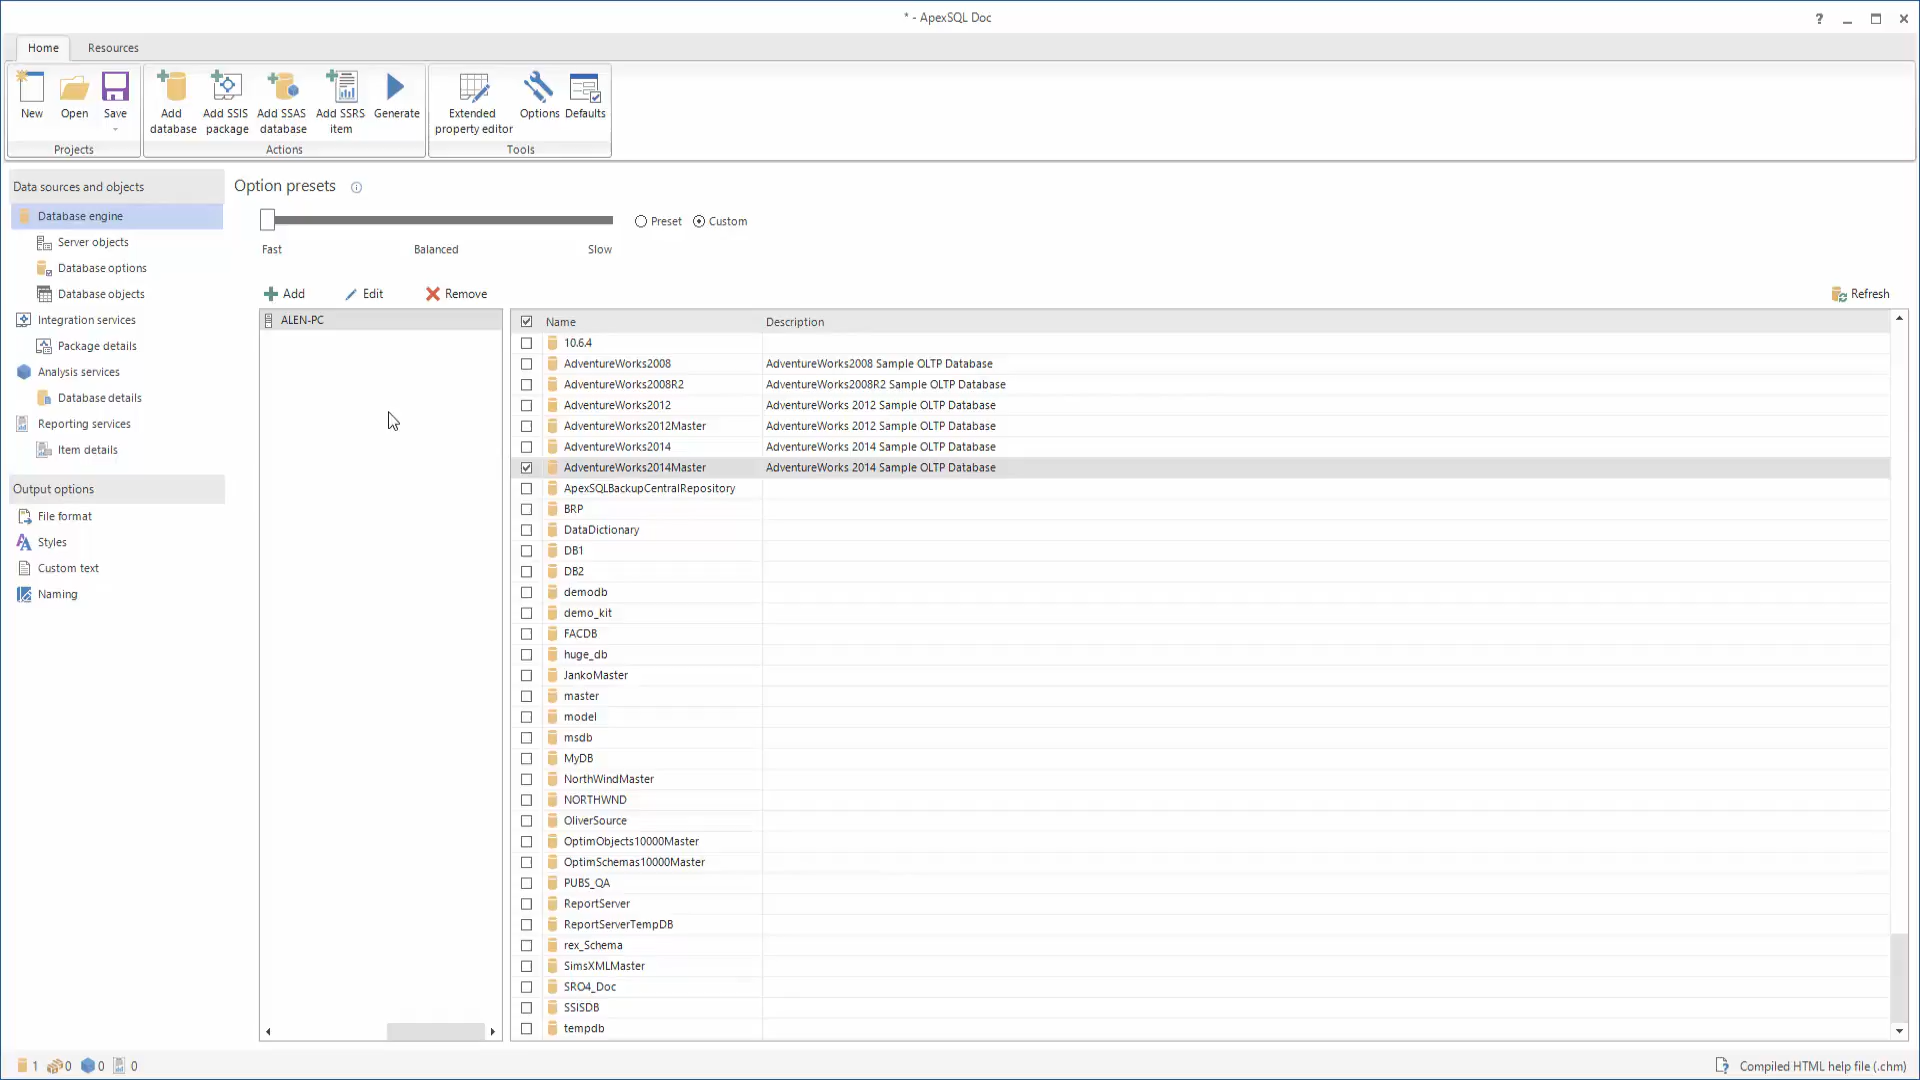 * - ApexSQL Doc
?
Home Resources
New Open Save
Add database
Add SSIS package
Add SSAS database
Add SSRS item
Generate
Extended property editor
Options Defaults
Projects Actions Tools
Data sources and objects
Database engine
Server objects
Database options
Database objects
Integration services
Package details
Analysis services
Database details
Reporting services
Item details
Output options
File format
Styles
Custom text
Naming
Option presets
Preset Custom
Fast Balanced Slow
Add Edit Remove Refresh
ALEN-PC
Name Description
10.6.4
AdventureWorks2008 AdventureWorks2008 Sample OLTP Database
AdventureWorks2008R2 AdventureWorks2008R2 Sample OLTP Database
AdventureWorks2012 AdventureWorks 2012 Sample OLTP Database
AdventureWorks2012Master AdventureWorks 2012 Sample OLTP Database
AdventureWorks2014 AdventureWorks 2014 Sample OLTP Database
AdventureWorks2014Master AdventureWorks 2014 Sample OLTP Database
ApexSQLBackupCentralRepository
BRP
DataDictionary
DB1
DB2
demodb
demo_kit
FACDB
huge_db
JankoMaster
master
model
msdb
MyDB
NorthWindMaster
NORTHWND
OliverSource
OptimObjects10000Master
OptimSchemas10000Master
PUBS_QA
ReportServer
ReportServerTempDB
rex_Schema
SimsXMLMaster
SRO4_Doc
SSISDB
tempdb
1 0 0 0 Compiled HTML help file (.chm)